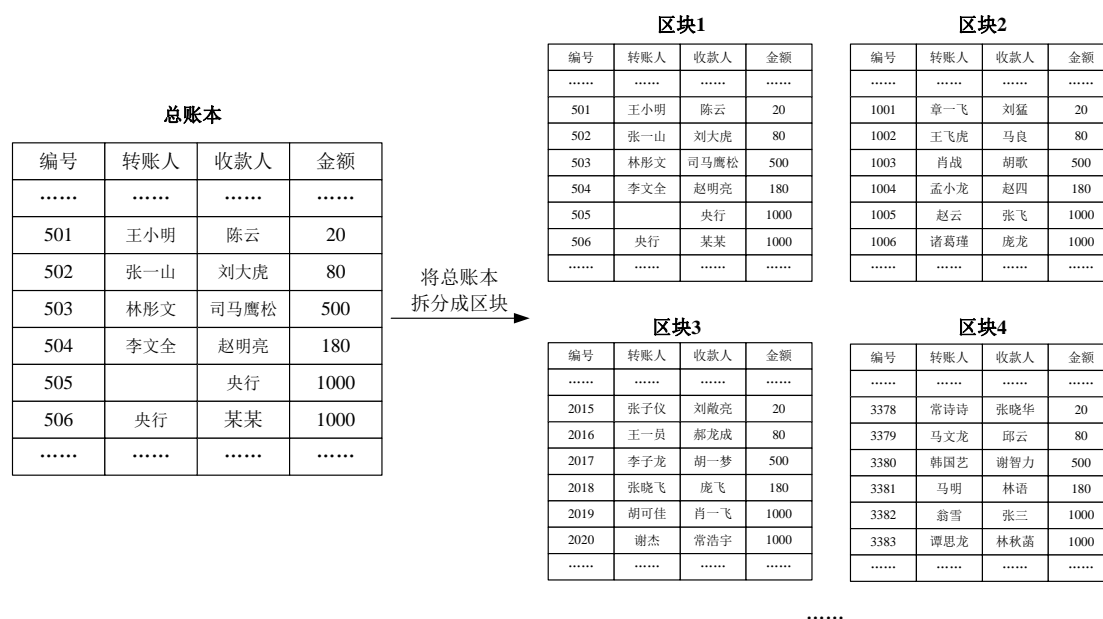 总账本
编号 转账人 收款人 金额
…… …… …… ……
501 王小明 陈云 20
502 张一山 刘大虎 80
503 林彤文 司马鹰松 500
504 李文全 赵明亮 180
505 央行 1000
506 央行 某某 1000
…… …… …… ……
将总账本
拆分成区块
区块1
编号 转账人 收款人 金额
…… …… …… ……
501 王小明 陈云 20
502 张一山 刘大虎 80
503 林彤文 司马鹰松 500
504 李文全 赵明亮 180
505 央行 1000
506 央行 某某 1000
…… …… …… ……
区块2
编号 转账人 收款人 金额
…… …… …… ……
1001 章一飞 刘猛 20
1002 王飞虎 马良 80
1003 肖战 胡歌 500
1004 孟小龙 赵四 180
1005 赵云 张飞 1000
1006 诸葛瑾 庞龙 1000
…… …… …… ……
区块3
编号 转账人 收款人 金额
…… …… …… ……
2015 张子仪 刘敞亮 20
2016 王一员 郝龙成 80
2017 李子龙 胡一梦 500
2018 张晓飞 庞飞 180
2019 胡可佳 肖一飞 1000
2020 谢杰 常浩宇 1000
…… …… …… ……
区块4
编号 转账人 收款人 金额
…… …… …… ……
3378 常诗诗 张晓华 20
3379 马文龙 邱云 80
3380 韩国艺 谢智力 500
3381 马明 林语 180
3382 翁雪 张三 1000
3383 谭思龙 林秋菡 1000
…… …… …… ……
……